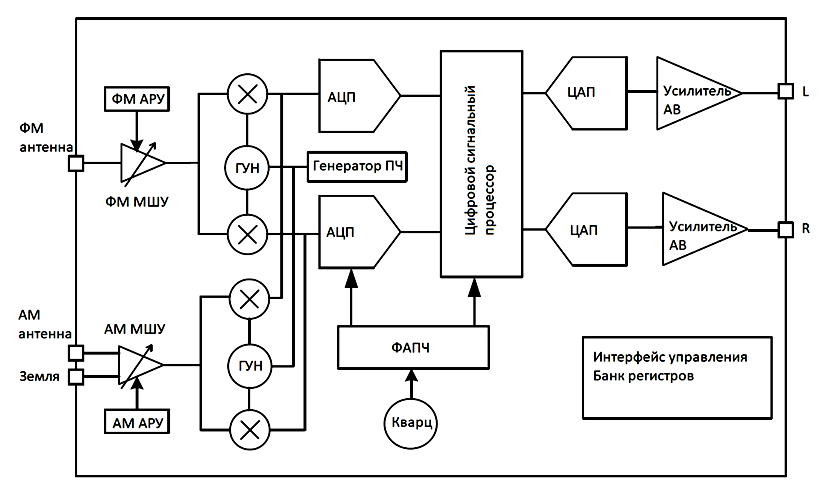 ФМ АРУ
ФМ
антенна
ФМ МШУ
ГУН
Генератор ПЧ
АЦП
АЦП
Цифровой сигнальный
процессор
ЦАП
ЦАП
Усилитель
АВ
Усилитель
АВ
L
R
АМ
антенна
Земля
АМ МШУ
АМ АРУ
ГУН
ФАПЧ
Кварц
Интерфейс управления
Банк регистров